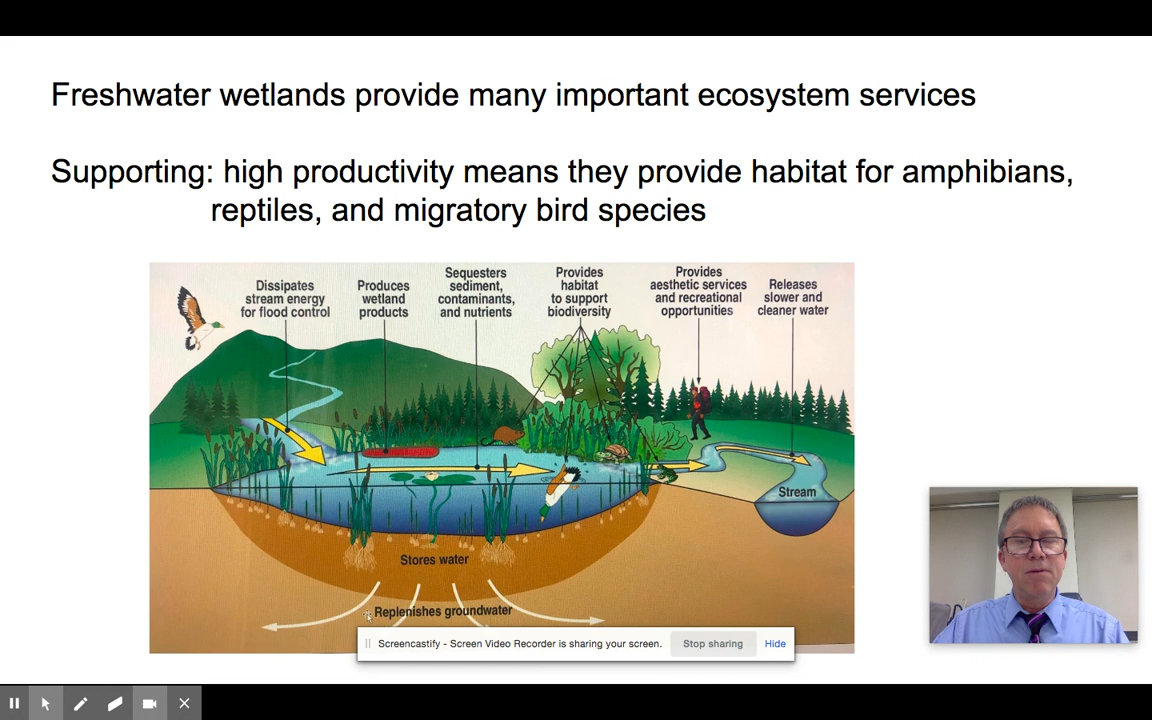 Freshwater wetlands provide many important ecosystem services
Supporting: high productivity means they provide habitat for amphibians,
reptiles, and migratory bird species
Dissipates
stream energy
for flood control
Produces
wetland
products
Sequesters
sediment,
contaminants,
and nutrients
Provides
habitat
to support
biodiversity
Provides
aesthetic services
and recreational
opportunities
Releases
slower and
cleaner water
Stream
Stores water
Replenishes groundwater
Screencastify - Screen Video Recorder is sharing your screen.
Stop sharing
Hide